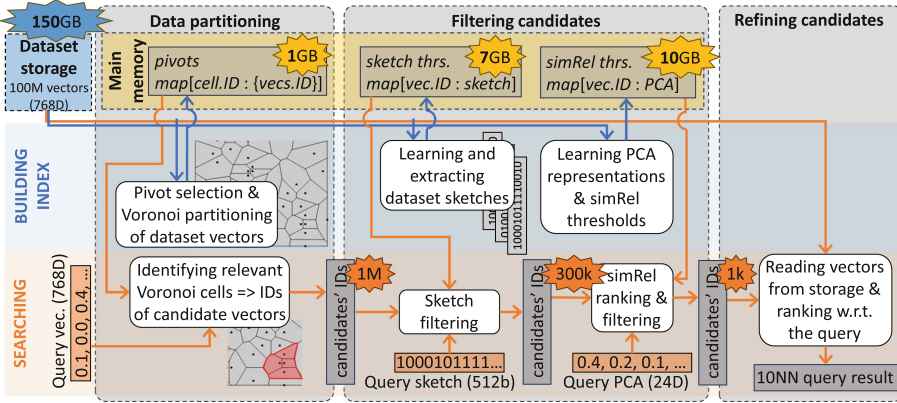 150GB
Dataset
storage
100M vectors
(768D)
Data partitioning
Filtering candidates
Refining candidates
Main
memory
pivots
map[cell.ID : {vecs.ID}]
1GB
sketch thrs.
map[vec.ID : sketch]
7GB
simRel thrs.
map[vec.ID : PCA]
10GB
BUILDING
INDEX
Pivot selection &
Voronoi partitioning
of dataset vectors
Learning and
extracting
dataset sketches
1000101110010
Learning PCA
representations
& simRel
thresholds
SEARCHING
Query vec. (768D)
0.1, 0.0, 0.4, ...
Identifying relevant
Voronoi cells => IDs
of candidate vectors
candidates' IDs
1M
Sketch
filtering
1000101111...
Query sketch (512b)
candidates' IDs
300k
simRel
ranking &
filtering
0.4, 0.2, 0.1, ...
Query PCA (24D)
candidates' IDs
1k
Reading vectors
from storage &
ranking w.r.t.
the query
10NN query result